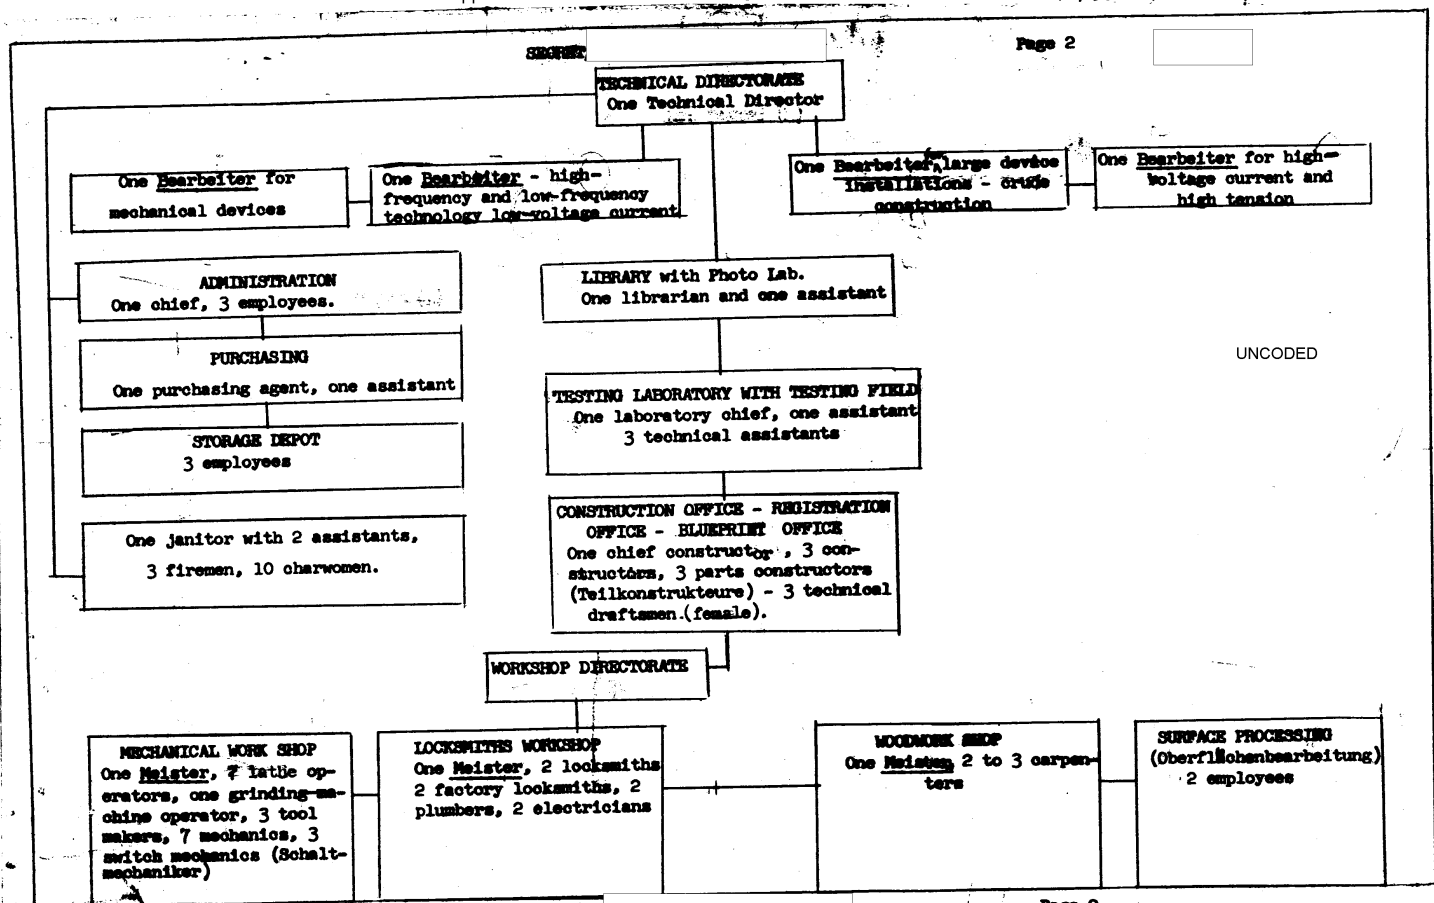 SECRET
Page 2
TECHNICAL DIRECTORATE
One Technical Director
One Bearbeiter for
mechanical devices
One Bearbeiter - high-
frequency and low-frequency
technology low-voltage current
One Bearbeiter for large device
installations - crude
construction
One Bearbeiter for high-
voltage current and
high tension
ADMINISTRATION
One chief, 3 employees.
PURCHASING
One purchasing agent, one assistant
STORAGE DEPOT
3 employees
One janitor with 2 assistants,
3 firemen, 10 charwomen.
LIBRARY with Photo Lab.
One librarian and one assistant
UNCODED
TESTING LABORATORY WITH TESTING FIELD
One laboratory chief, one assistant
3 technical assistants
CONSTRUCTION OFFICE - REGISTRATION
OFFICE - BLUEPRINT OFFICE
One chief constructor, 3 con-
structors, 3 parts constructors
(Teilkonstrukteure) - 3 technical
draftsmen (female).
WORKSHOP DIRECTORATE
MECHANICAL WORK SHOP
One Meister, 7 lathe op-
erators, one grinding-ma-
chine operator, 3 tool
makers, 7 mechanics, 3
switch mechanics (Schalt-
mechaniker)
LOCKSMITHS WORKSHOP
One Meister, 2 locksmiths
2 factory locksmiths, 2
plumbers, 2 electricians
WOODWORK SHOP
One Meister, 2 to 3 carpen-
ters
SURFACE PROCESSING
(Oberflächenbearbeitung)
2 employees